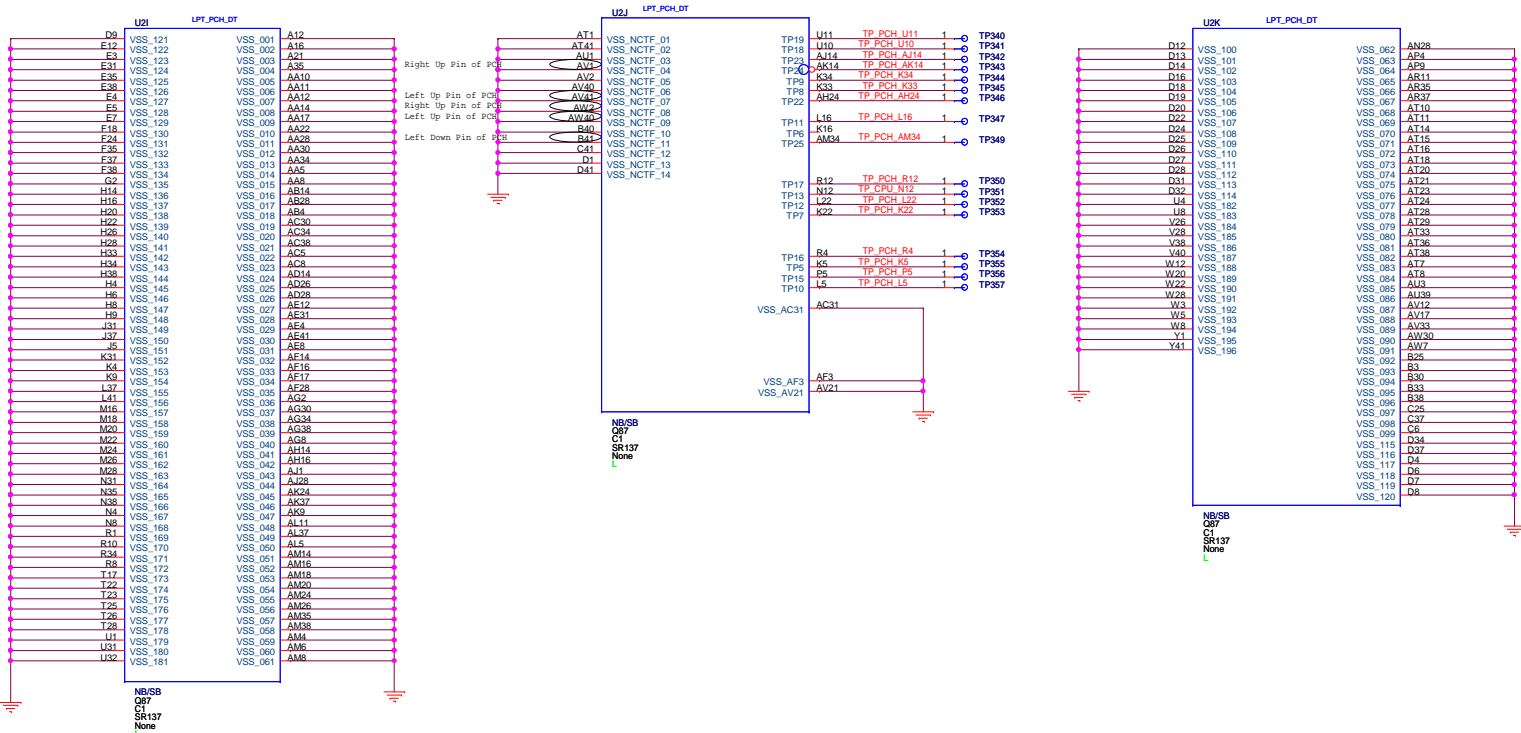 U2I LPT_PCH_DT
D9 VSS_121 VSS_001 A12
E12 VSS_122 VSS_002 A16
E3 VSS_123 VSS_003 A21
E31 VSS_124 VSS_004 A35
E35 VSS_125 VSS_005 AA10
E38 VSS_126 VSS_006 AA11
E4 VSS_127 VSS_007 AA12
E5 VSS_128 VSS_008 AA14
E7 VSS_129 VSS_009 AA17
F18 VSS_130 VSS_010 AA22
F24 VSS_131 VSS_011 AA28
F35 VSS_132 VSS_012 AA30
F37 VSS_133 VSS_013 AA34
F38 VSS_134 VSS_014 AA5
G2 VSS_135 VSS_015 AA8
H14 VSS_136 VSS_016 AB14
H16 VSS_137 VSS_017 AB28
H20 VSS_138 VSS_018 AB4
H22 VSS_139 VSS_019 AC30
H26 VSS_140 VSS_020 AC34
H28 VSS_141 VSS_021 AC38
H33 VSS_142 VSS_022 AC5
H34 VSS_143 VSS_023 AC8
H38 VSS_144 VSS_024 AD14
H4 VSS_145 VSS_025 AD26
H6 VSS_146 VSS_026 AD28
H8 VSS_147 VSS_027 AE12
H9 VSS_148 VSS_028 AE31
J31 VSS_149 VSS_029 AE4
J37 VSS_150 VSS_030 AE41
J5 VSS_151 VSS_031 AE8
K31 VSS_152 VSS_032 AF14
K4 VSS_153 VSS_033 AF16
K9 VSS_154 VSS_034 AF17
L37 VSS_155 VSS_035 AF28
L41 VSS_156 VSS_036 AG2
M16 VSS_157 VSS_037 AG30
M18 VSS_158 VSS_038 AG34
M20 VSS_159 VSS_039 AG38
M22 VSS_160 VSS_040 AG8
M24 VSS_161 VSS_041 AH14
M26 VSS_162 VSS_042 AH16
M28 VSS_163 VSS_043 AJ1
N31 VSS_164 VSS_044 AJ28
N35 VSS_165 VSS_045 AK24
N38 VSS_166 VSS_046 AK37
N4 VSS_167 VSS_047 AK9
N8 VSS_168 VSS_048 AL11
R1 VSS_169 VSS_049 AL37
R10 VSS_170 VSS_050 AL5
R34 VSS_171 VSS_051 AM14
R8 VSS_172 VSS_052 AM16
T17 VSS_173 VSS_053 AM18
T22 VSS_174 VSS_054 AM20
T23 VSS_175 VSS_055 AM24
T25 VSS_176 VSS_056 AM26
T26 VSS_177 VSS_057 AM35
T28 VSS_178 VSS_058 AM38
U1 VSS_179 VSS_059 AM4
U31 VSS_180 VSS_060 AM6
U32 VSS_181 VSS_061 AM8
NB/SB
Q87
C1
SR137
None
L
U2J LPT_PCH_DT
AT1 VSS_NCTF_01
AT41 VSS_NCTF_02
AU1 VSS_NCTF_03
Right Up Pin of PCH AV1 VSS_NCTF_04
AV2 VSS_NCTF_05
AV40 VSS_NCTF_06
Left Up Pin of PCH AV41 VSS_NCTF_07
Right Up Pin of PCH AW2 VSS_NCTF_08
Left Up Pin of PCH AW40 VSS_NCTF_09
B40 VSS_NCTF_10
Left Down Pin of PCH B41 VSS_NCTF_11
C41 VSS_NCTF_12
D1 VSS_NCTF_13
D41 VSS_NCTF_14
TP19 U11 TP_PCH_U11 1 TP340
TP18 U10 TP_PCH_U10 1 TP341
TP23 AJ14 TP_PCH_AJ14 1 TP342
TP24 AK14 TP_PCH_AK14 1 TP343
TP9 K34 TP_PCH_K34 1 TP344
TP8 K33 TP_PCH_K33 1 TP345
TP22 AH24 TP_PCH_AH24 1 TP346
TP11 L16 TP_PCH_L16 1 TP347
TP6 K16
TP25 AM34 TP_PCH_AM34 1 TP349
TP17 R12 TP_PCH_R12 1 TP350
TP13 N12 TP_CPU_N12 1 TP351
TP12 L22 TP_PCH_L22 1 TP352
TP7 K22 TP_PCH_K22 1 TP353
TP16 R4 TP_PCH_R4 1 TP354
TP5 K5 TP_PCH_K5 1 TP355
TP15 P5 TP_PCH_P5 1 TP356
TP10 L5 TP_PCH_L5 1 TP357
VSS_AC31 AC31
VSS_AF3 AF3
VSS_AV21 AV21
NB/SB
Q87
C1
SR137
None
L
U2K LPT_PCH_DT
D12 VSS_100 VSS_062 AN28
D13 VSS_101 VSS_063 AP4
D14 VSS_102 VSS_064 AP9
D16 VSS_103 VSS_065 AR11
D18 VSS_104 VSS_066 AR35
D19 VSS_105 VSS_067 AR37
D20 VSS_106 VSS_068 AT10
D22 VSS_107 VSS_069 AT11
D24 VSS_108 VSS_070 AT14
D25 VSS_109 VSS_071 AT15
D26 VSS_110 VSS_072 AT16
D27 VSS_111 VSS_073 AT18
D28 VSS_112 VSS_074 AT20
D31 VSS_113 VSS_075 AT21
D32 VSS_114 VSS_076 AT23
U4 VSS_182 VSS_077 AT24
U8 VSS_183 VSS_078 AT28
V26 VSS_184 VSS_079 AT29
V28 VSS_185 VSS_080 AT33
V38 VSS_186 VSS_081 AT36
V40 VSS_187 VSS_082 AT38
W12 VSS_188 VSS_083 AT7
W20 VSS_189 VSS_084 AT8
W22 VSS_190 VSS_085 AU3
W28 VSS_191 VSS_086 AU39
W3 VSS_192 VSS_087 AV12
W5 VSS_193 VSS_088 AV17
W8 VSS_194 VSS_089 AV33
Y1 VSS_195 VSS_090 AW30
Y41 VSS_196 VSS_091 AW7
VSS_092 B25
VSS_093 B3
VSS_094 B30
VSS_095 B33
VSS_096 B38
VSS_097 C25
VSS_098 C37
VSS_099 C6
VSS_115 D34
VSS_116 D37
VSS_117 D4
VSS_118 D6
VSS_119 D7
VSS_120 D8
NB/SB
Q87
C1
SR137
None
L